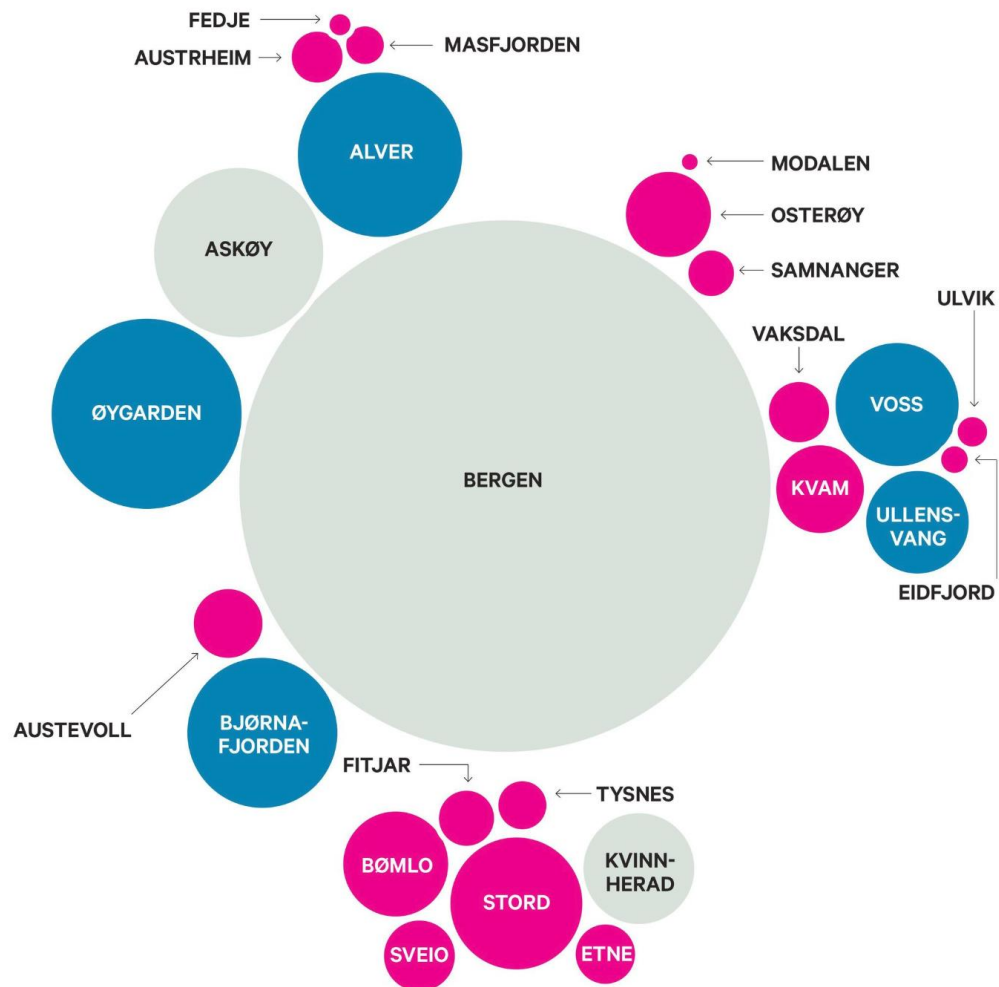 FEDJE
AUSTRHEIM
MASFJORDEN
ALVER
MODALEN
OSTERØY
SAMNANGER
ASKØY
ULVIK
VAKSDAL
VOSS
ØYGARDEN
BERGEN
KVAM
ULLENS-
VANG
EIDFJORD
AUSTEVOLL
BJØRNA-
FJORDEN
FITJAR
TYSNES
BØMLO
KVINN-
HERAD
STORD
SVEIO
ETNE